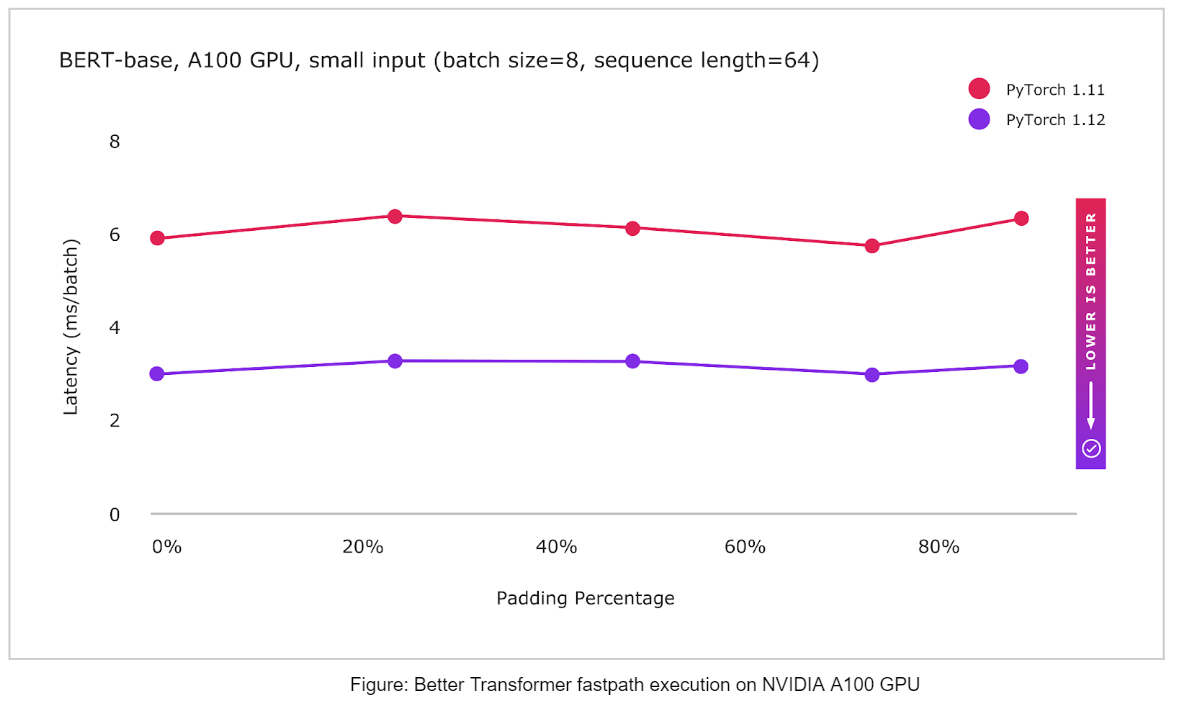 BERT-base, A100 GPU, small input (batch size=8, sequence length=64)
PyTorch 1.11
PyTorch 1.12
8
6
4
2
0
Latency (ms/batch)
LOWER IS BETTER
0% 20% 40% 60% 80%
Padding Percentage
Figure: Better Transformer fastpath execution on NVIDIA A100 GPU